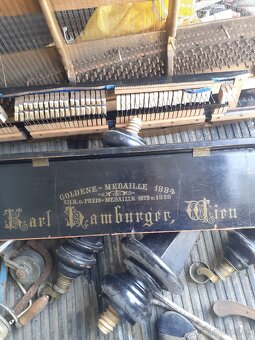 GOLDENE-MEDAILLE 1884
SILB. U. PREIS-MEDAILLE 1879 U. 1880
Karl Hamburger, Wien